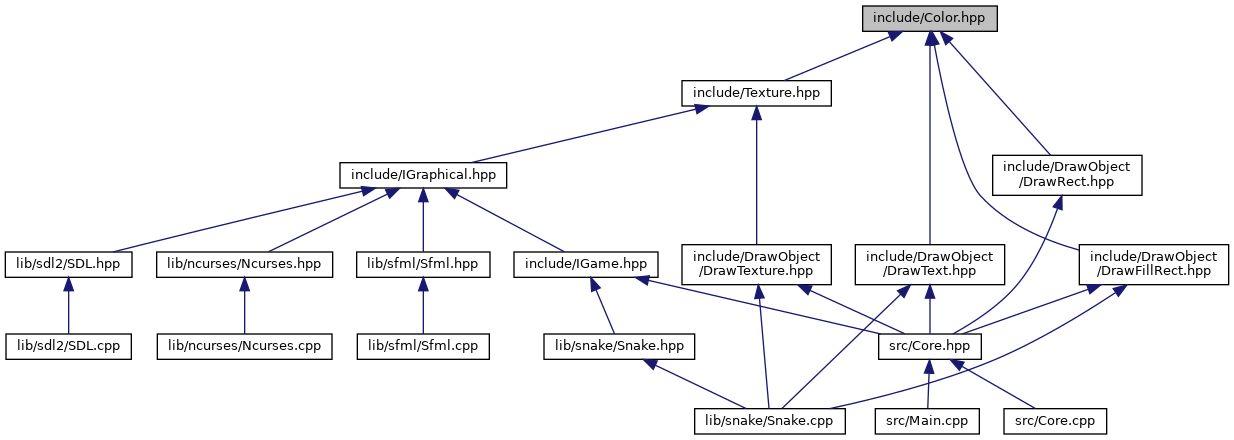 include/Color.hpp
include/Texture.hpp
include/DrawObject
/DrawRect.hpp
include/IGraphical.hpp
lib/sdl2/SDL.hpp
lib/ncurses/Ncurses.hpp
lib/sfml/Sfml.hpp
include/IGame.hpp
include/DrawObject
/DrawTexture.hpp
include/DrawObject
/DrawText.hpp
include/DrawObject
/DrawFillRect.hpp
lib/sdl2/SDL.cpp
lib/ncurses/Ncurses.cpp
lib/sfml/Sfml.cpp
lib/snake/Snake.hpp
src/Core.hpp
lib/snake/Snake.cpp
src/Main.cpp
src/Core.cpp